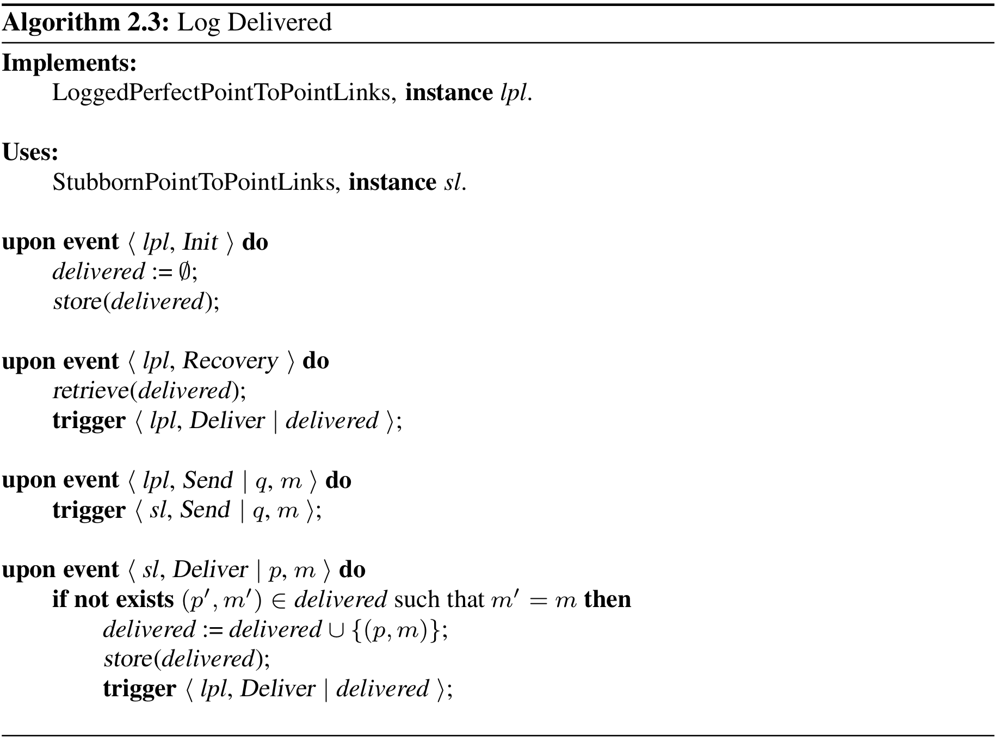 Algorithm 2.3: Log Delivered
Implements:
LoggedPerfectPointToPointLinks, instance lpl.
Uses:
StubbornPointToPointLinks, instance sl.
upon event ⟨ lpl, Init ⟩ do
delivered := ∅;
store(delivered);
upon event ⟨ lpl, Recovery ⟩ do
retrieve(delivered);
trigger ⟨ lpl, Deliver | delivered ⟩;
upon event ⟨ lpl, Send | q, m ⟩ do
trigger ⟨ sl, Send | q, m ⟩;
upon event ⟨ sl, Deliver | p, m ⟩ do
if not exists (p′, m′) ∈ delivered such that m′ = m then
delivered := delivered ∪ {(p, m)};
store(delivered);
trigger ⟨ lpl, Deliver | delivered ⟩;